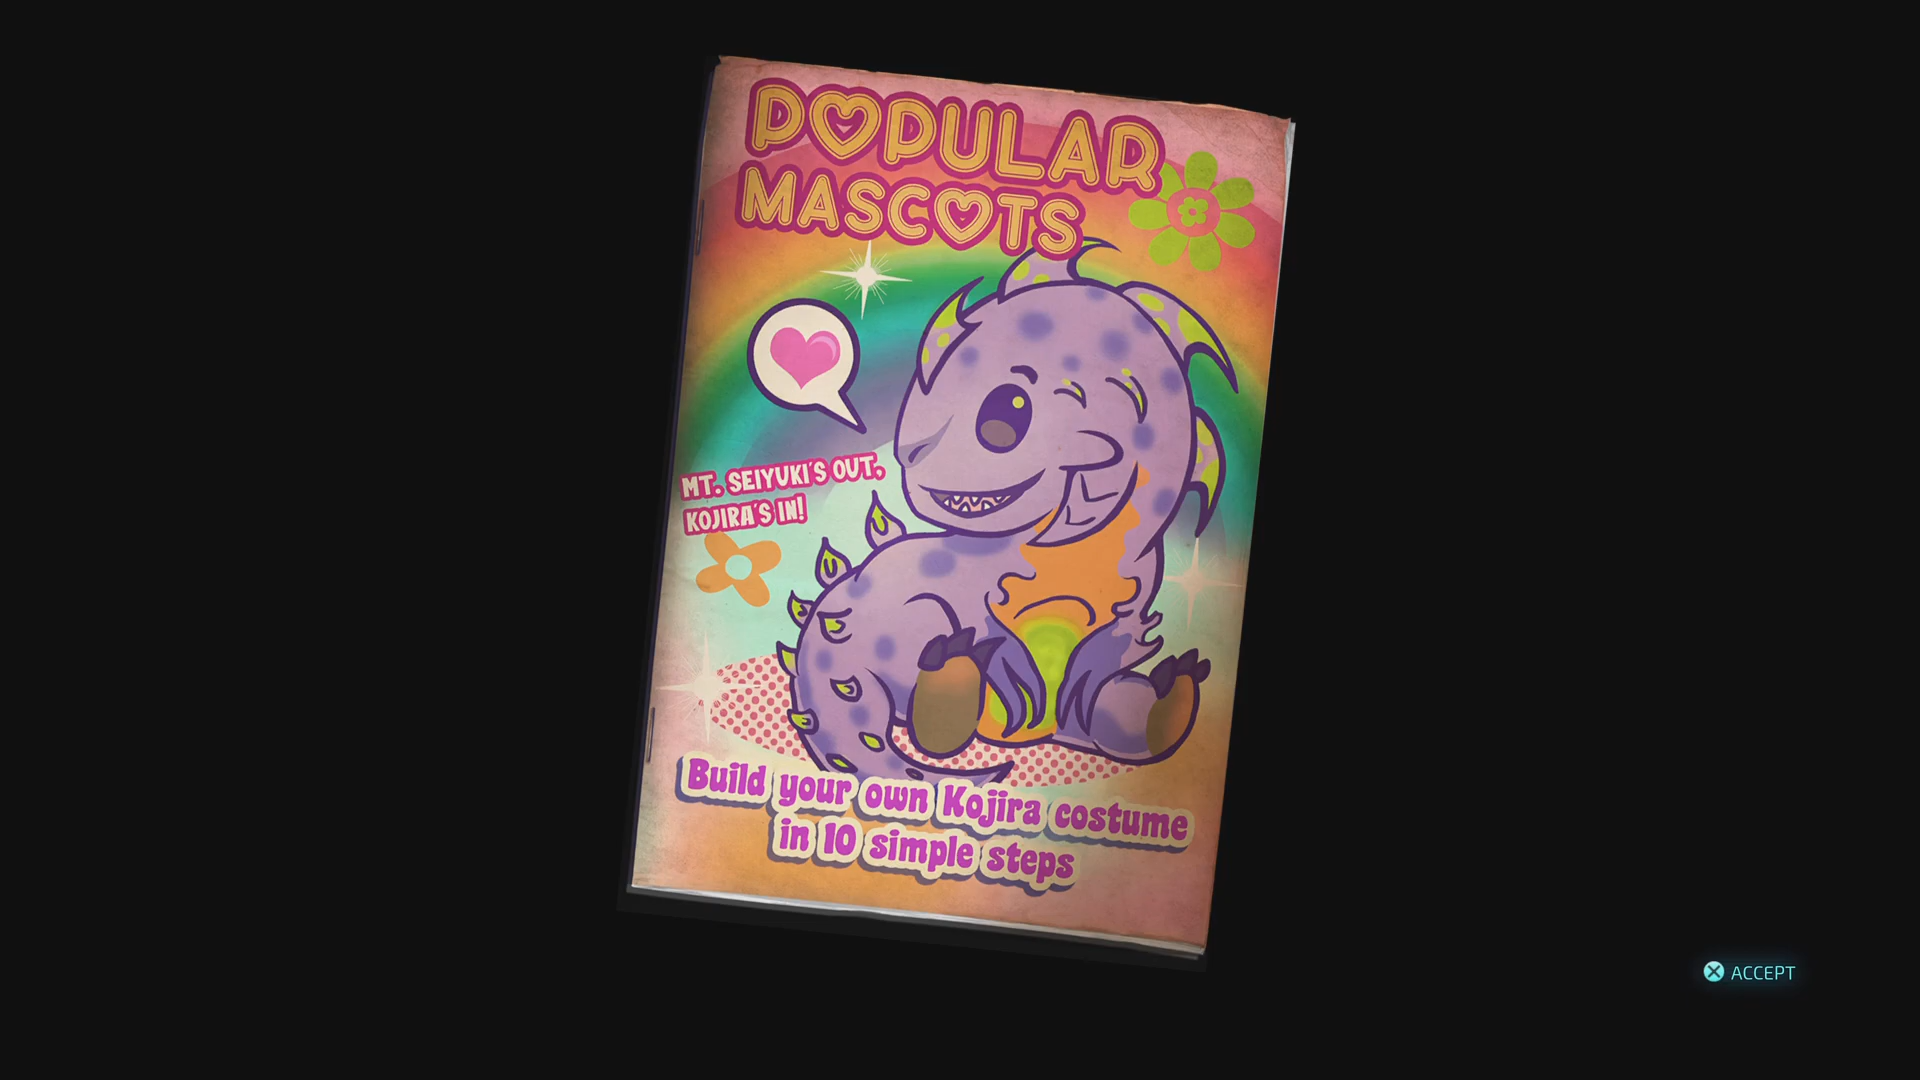 POPULAR
MASCOTS
MT. SEIYUKI'S OUT,
KOJIRA'S IN!
Build your own Kojira costume
in 10 simple steps
ACCEPT